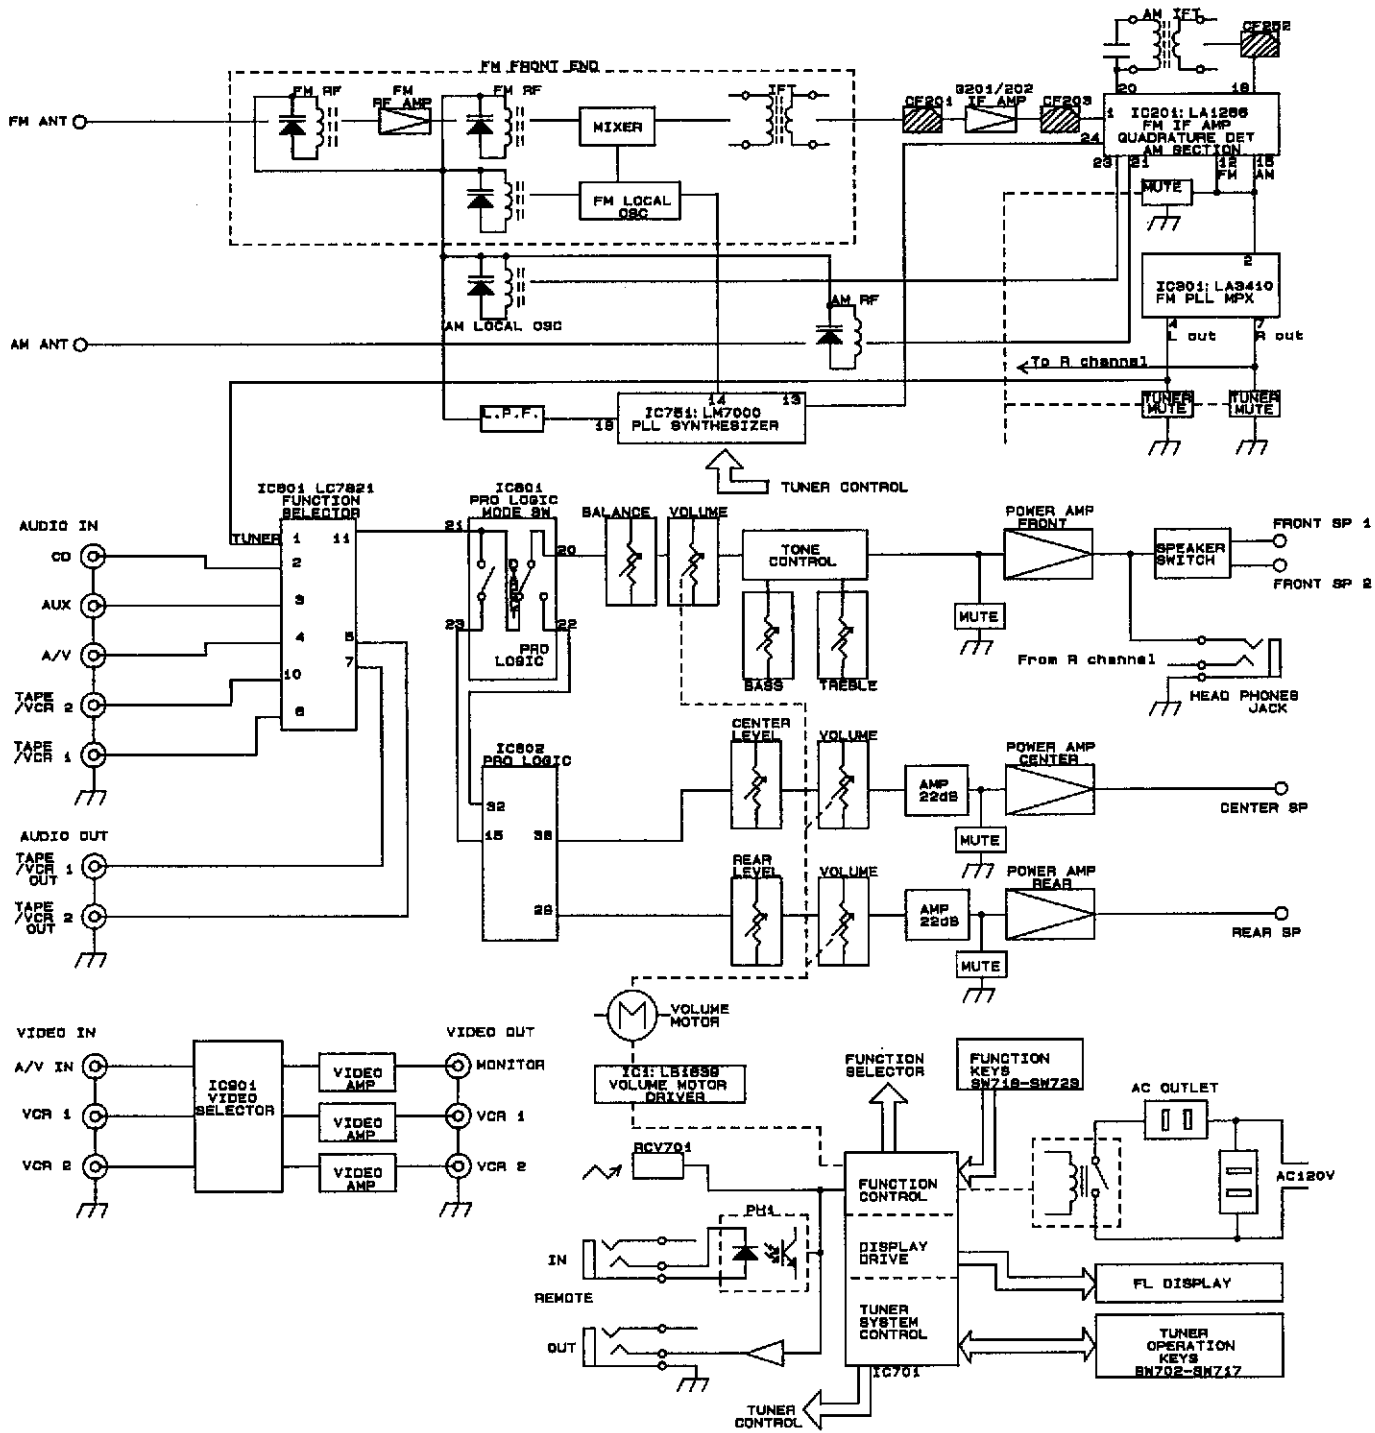 AM IFT
CF252
FM FRONT END
FM RF
FM
RF AMP
FM RF
IFT
CF201
Q201/202
IF AMP
CF203
20
18
FM ANT
MIXER
1
IC201: LA1266
FM IF AMP
QUADRATURE DET
AM SECTION
24
23
21
12
FM
15
AM
FM LOCAL
OSC
MUTE
2
IC301: LA3410
FM PLL MPX
AM LOCAL OSC
AM RF
AM ANT
4
L out
7
R out
To R channel
L.P.F.
18
14
13
IC751: LM7000
PLL SYNTHESIZER
TUNER
MUTE
TUNER
MUTE
TUNER CONTROL
IC601 LC7821
FUNCTION
SELECTOR
IC801
PRO LOGIC
MODE SW
BALANCE
VOLUME
POWER AMP
FRONT
AUDIO IN
TUNER
1
11
21
20
TONE
CONTROL
SPEAKER
SWITCH
FRONT SP 1
FRONT SP 2
CD
2
AUX
3
MUTE
23
22
A/V
4
5
7
PRO
LOGIC
From R channel
HEAD PHONES
JACK
TAPE
/VCR 2
10
BASS
TREBLE
TAPE
/VCR 1
6
IC802
PRO LOGIC
CENTER
LEVEL
VOLUME
AMP
22dB
POWER AMP
CENTER
CENTER SP
32
15
MUTE
AUDIO OUT
TAPE
/VCR 1
OUT
TAPE
/VCR 2
OUT
REAR
LEVEL
VOLUME
AMP
22dB
POWER AMP
REAR
REAR SP
MUTE
M
VOLUME
MOTOR
VIDEO IN
VIDEO OUT
A/V IN
IC901
VIDEO
SELECTOR
VIDEO
AMP
MONITOR
VCR 1
VIDEO
AMP
VCR 1
VCR 2
VIDEO
AMP
VCR 2
IC1: LB1639
VOLUME MOTOR
DRIVER
FUNCTION
SELECTOR
FUNCTION
KEYS
SW718-SW723
AC OUTLET
AC120V
RCV701
FUNCTION
CONTROL
PH1
IN
REMOTE
DISPLAY
DRIVE
FL DISPLAY
OUT
TUNER
SYSTEM
CONTROL
IC701
TUNER
OPERATION
KEYS
SW702-SW717
TUNER
CONTROL